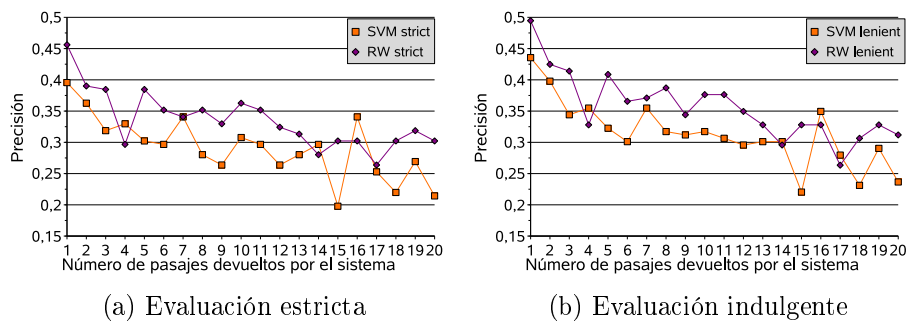 0,5
0,45
0,4
0,35
0,3
0,25
0,2
0,15
Precisión
SVM strict
RW strict
1 2 3 4 5 6 7 8 9 10 11 12 13 14 15 16 17 18 19 20
Número de pasajes devueltos por el sistema
(a) Evaluación estricta
0,5
0,45
0,4
0,35
0,3
0,25
0,2
0,15
Precisión
SVM lenient
RW lenient
1 2 3 4 5 6 7 8 9 10 11 12 13 14 15 16 17 18 19 20
Número de pasajes devueltos por el sistema
(b) Evaluación indulgente